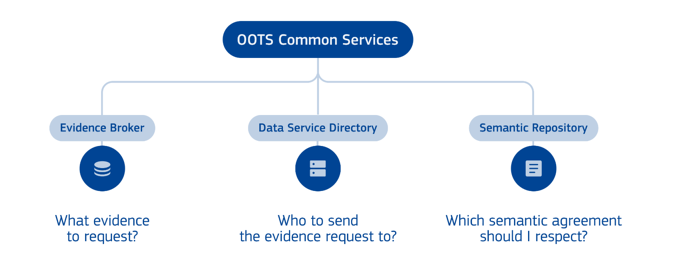 OOTS Common Services
Evidence Broker
Data Service Directory
Semantic Repository
What evidence
to request?
Who to send
the evidence request to?
Which semantic agreement
should I respect?